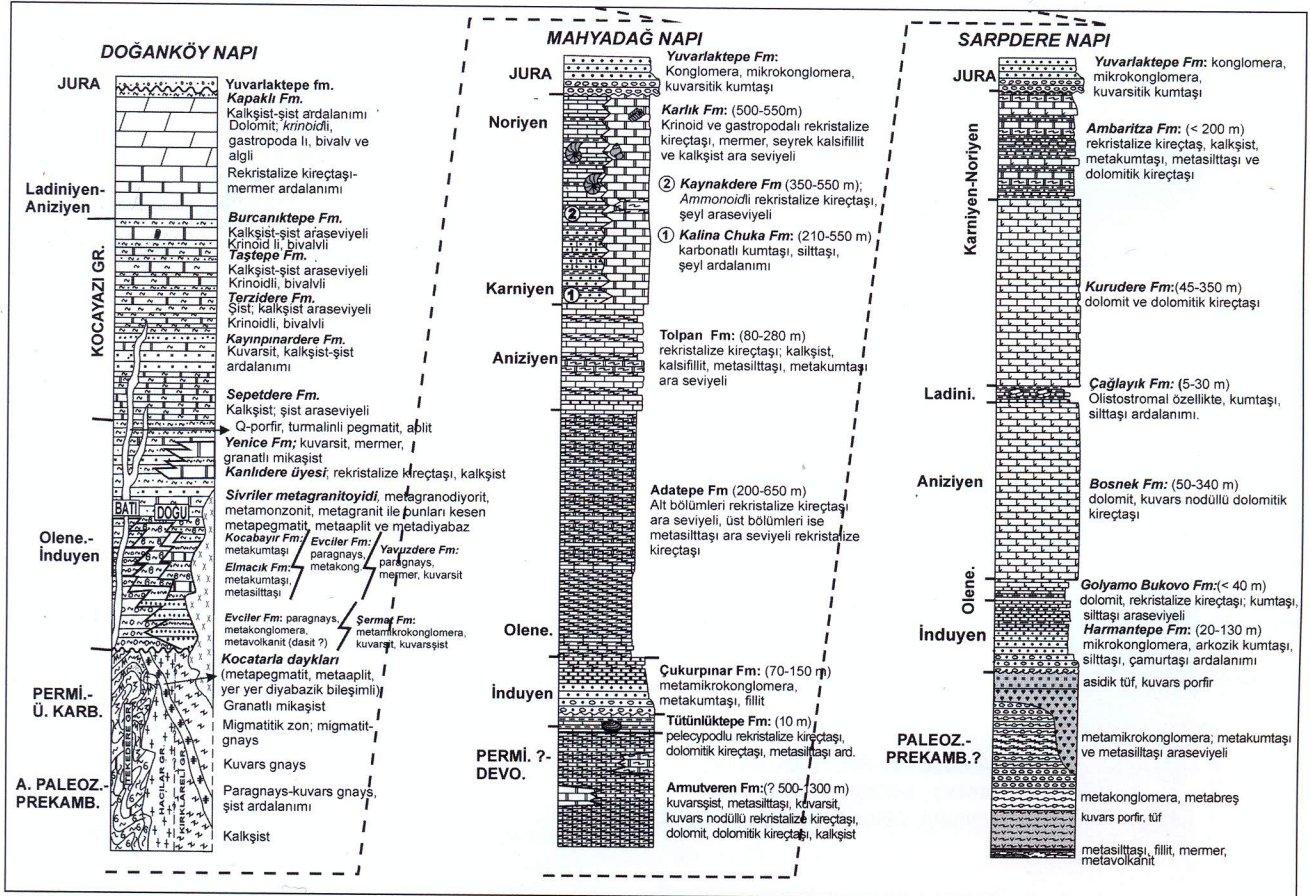 DOĞANKÖY NAPI
JURA
Yuvarlaktepe fm.
Kapaklı Fm.
Kalkşist-şist ardalanımı
Dolomit; krinoidli,
gastropoda lı, bivalv ve
algli
Rekristalize kireçtaşı-
mermer ardalanımı
Ladiniyen-
Aniziyen
Burcanıktepe Fm.
Kalkşist-şist araseviyeli
Krinoid li, bivalvli
Taştepe Fm.
Kalkşist-şist araseviyeli
Krinoidli, bivalvli
Terzidere Fm.
Şist; kalkşist araseviyeli
Krinoidli, bivalvli
KOCAYAZI GR.
Kayınpınardere Fm.
Kuvarsit, kalkşist-şist
ardalanımı
Sepetdere Fm.
Kalkşist; şist araseviyeli
Q-porfir, turmalinli pegmatit, aplit
Yenice Fm; kuvarsit, mermer,
granatlı mikaşist
Kanlıdere üyesi; rekristalize kireçtaşı, kalkşist
Sivriler metagranitoyidi, metagranodiyorit,
metamonzonit, metagranit ile bunları kesen
metapegmatit, metaaplit ve metadiyabaz
BATI
DOĞU
Olene.-
İnduyen
Kocabayır Fm:
metakumtaşı
Elmacık Fm:
metakumtaşı,
metasilttaşı
Evciler Fm:
paragnays,
metakong.
Yavuzdere Fm:
paragnays,
mermer, kuvarsit
Evciler Fm: paragnays,
metakonglomera,
metavolkanit (dasit ?)
Şermat Fm:
metamikrokonglomera,
kuvarsit, kuvarsşist
Kocatarla daykları
(metapegmatit, metaaplit,
yer yer diyabazik bileşimli)
Granatlı mikaşist
PERMİ.-
Ü. KARB.
Migmatitik zon; migmatit-
gnays
Kuvars gnays
A. PALEOZ.-
PREKAMB.
Paragnays-kuvars gnays,
şist ardalanımı
Kalkşist
TEKEDERE GR.
HACILAR GR.
KIRKLARELİ GR.
MAHYADAĞ NAPI
JURA
Yuvarlaktepe Fm:
Konglomera, mikrokonglomera,
kuvarsitik kumtaşı
Noriyen
Karlık Fm: (500-550m)
Krinoid ve gastropodalı rekristalize
kireçtaşı, mermer, seyrek kalsifillit
ve kalkşist ara seviyeli
② Kaynakdere Fm (350-550 m);
Ammonoidli rekristalize kireçtaşı,
şeyl araseviyeli
2
① Kalina Chuka Fm: (210-550 m)
karbonatlı kumtaşı, silttaşı,
şeyl ardalanımı
Karniyen
1
Aniziyen
Tolpan Fm: (80-280 m)
rekristalize kireçtaşı; kalkşist,
kalsifillit, metasilttaşı, metakumtaşı
ara seviyeli
Adatepe Fm (200-650 m)
Alt bölümleri rekristalize kireçtaşı
ara seviyeli, üst bölümleri ise
metasilttaşı ara seviyeli rekristalize
kireçtaşı
Olene.
İnduyen
Çukurpınar Fm: (70-150 m)
metamikrokonglomera,
metakumtaşı, fillit
Tütünlüktepe Fm: (10 m)
pelecypodlu rekristalize kireçtaşı,
dolomitik kireçtaşı, metasilttaşı ard.
PERMİ. ?-
DEVO.
Armutveren Fm:(? 500-1300 m)
kuvarsşist, metasilttaşı, kuvarsit,
kuvars nodüllü rekristalize kireçtaşı,
dolomit, dolomitik kireçtaşı, kalkşist
SARPDERE NAPI
JURA
Yuvarlaktepe Fm: konglomera,
mikrokonglomera,
kuvarsitik kumtaşı
Karniyen-Noriyen
Ambaritza Fm: (< 200 m)
rekristalize kireçtaş, kalkşist,
metakumtaşı, metasilttaşı ve
dolomitik kireçtaşı
Kurudere Fm:(45-350 m)
dolomit ve dolomitik kireçtaşı
Ladini.
Çağlayık Fm: (5-30 m)
Olistostromal özellikte, kumtaşı,
silttaşı ardalanımı.
Aniziyen
Bosnek Fm: (50-340 m)
dolomit, kuvars nodüllü dolomitik
kireçtaşı
Olene.
Golyamo Bukovo Fm:(< 40 m)
dolomit, rekristalize kireçtaşı; kumtaşı,
silttaşı araseviyeli
İnduyen
Harmantepe Fm: (20-130 m)
mikrokonglomera, arkozik kumtaşı,
silttaşı, çamurtaşı ardalanımı
asidik tüf, kuvars porfir
PALEOZ.-
PREKAMB.?
metamikrokonglomera; metakumtaşı
ve metasilttaşı araseviyeli
metakonglomera, metabreş
kuvars porfir, tüf
metasilttaşı, fillit, mermer,
metavolkanit